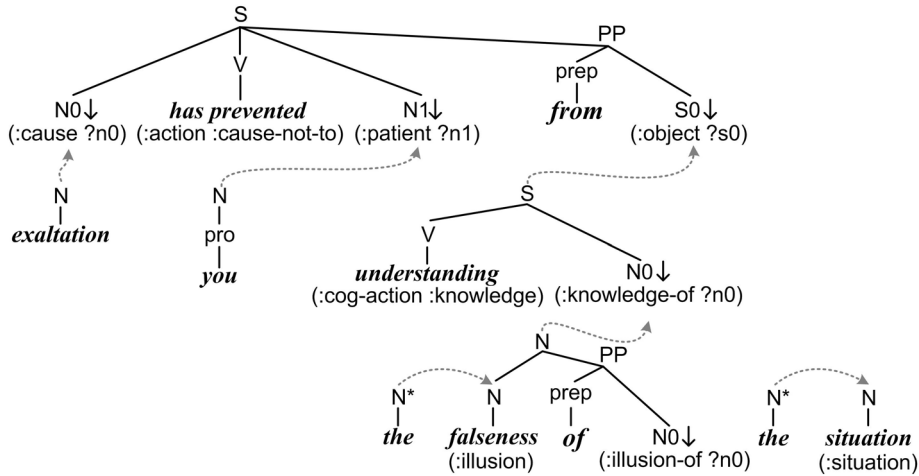 S
PP
V
prep
N0↓ has prevented N1↓ from S0↓
(:cause ?n0) (:action :cause-not-to) (:patient ?n1) (:object ?s0)
N N S
exaltation pro V
you understanding N0↓
(:cog-action :knowledge) (:knowledge-of ?n0)
N PP
N* N prep N* N
the falseness of N0↓ the situation
(:illusion) (:illusion-of ?n0) (:situation)